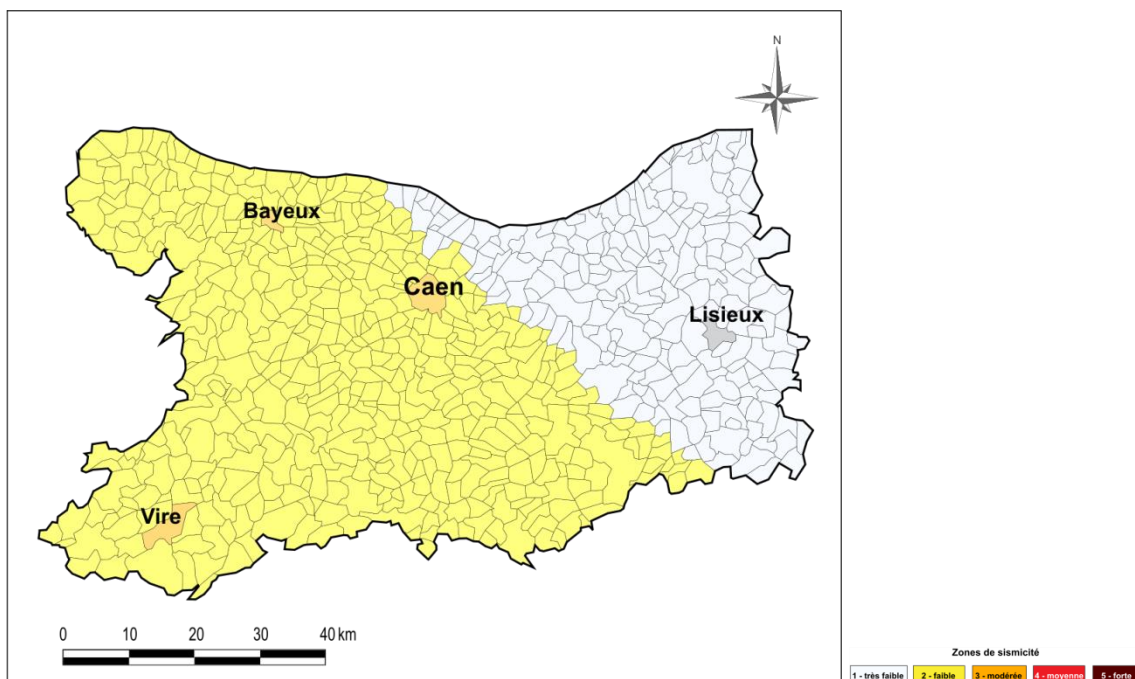 N
Bayeux
Caen
Lisieux
Vire
0 10 20 30 40 km
Zones de sismicité
1 - très faible 2 - faible 3 - modérée 4 - moyenne 5 - forte